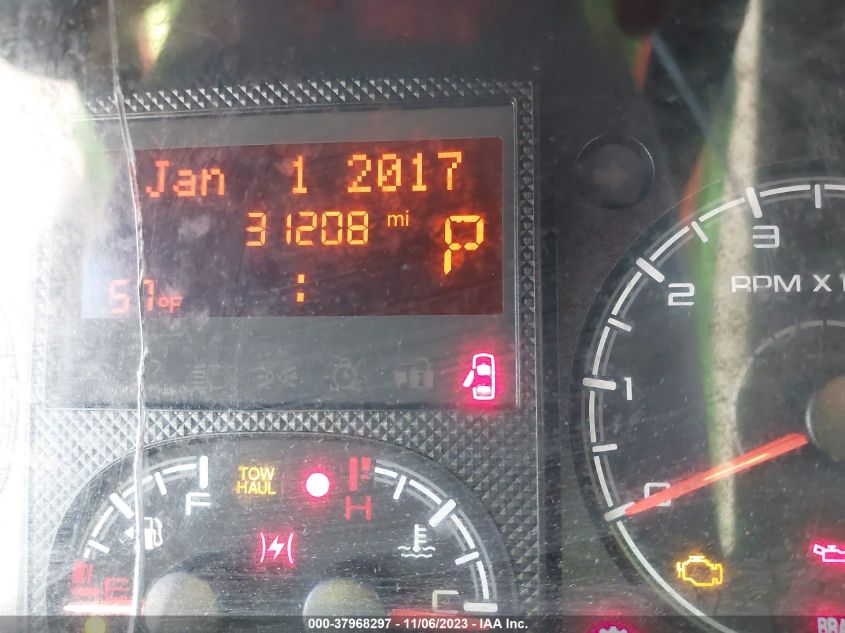 Jan 1 2017
31208 mi
P
57°F
:
3
2
RPM X1
1
0
F
TOW
HAUL
H
E
C
000-37968297 - 11/06/2023 - IAA Inc.